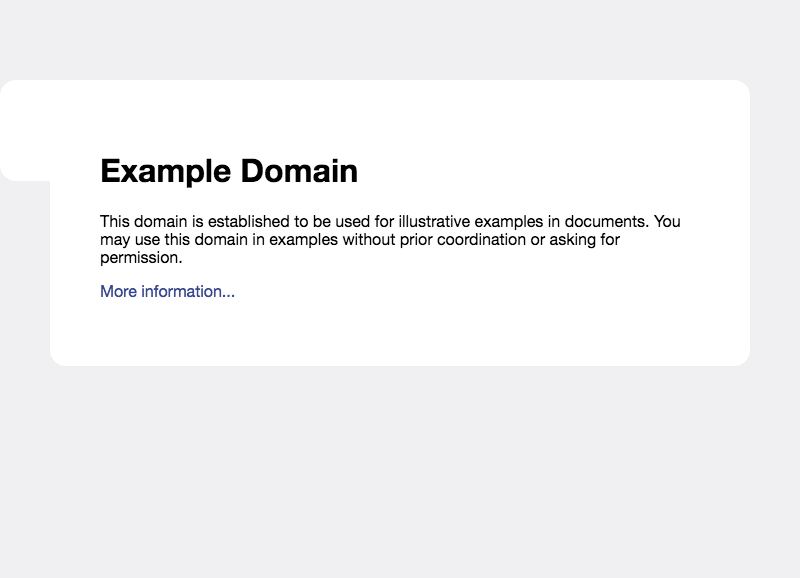 Example Domain
This domain is established to be used for illustrative examples in documents. You
may use this domain in examples without prior coordination or asking for
permission.
More information...